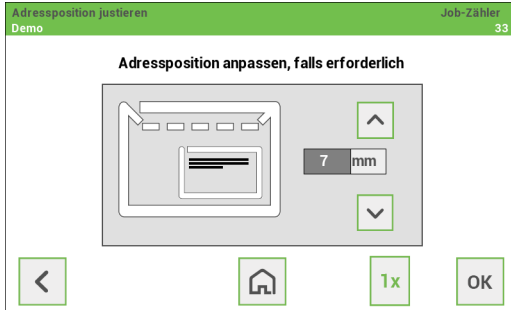 Adressposition justieren Job-Zähler
Demo 33
Adressposition anpassen, falls erforderlich
7 mm
1x OK